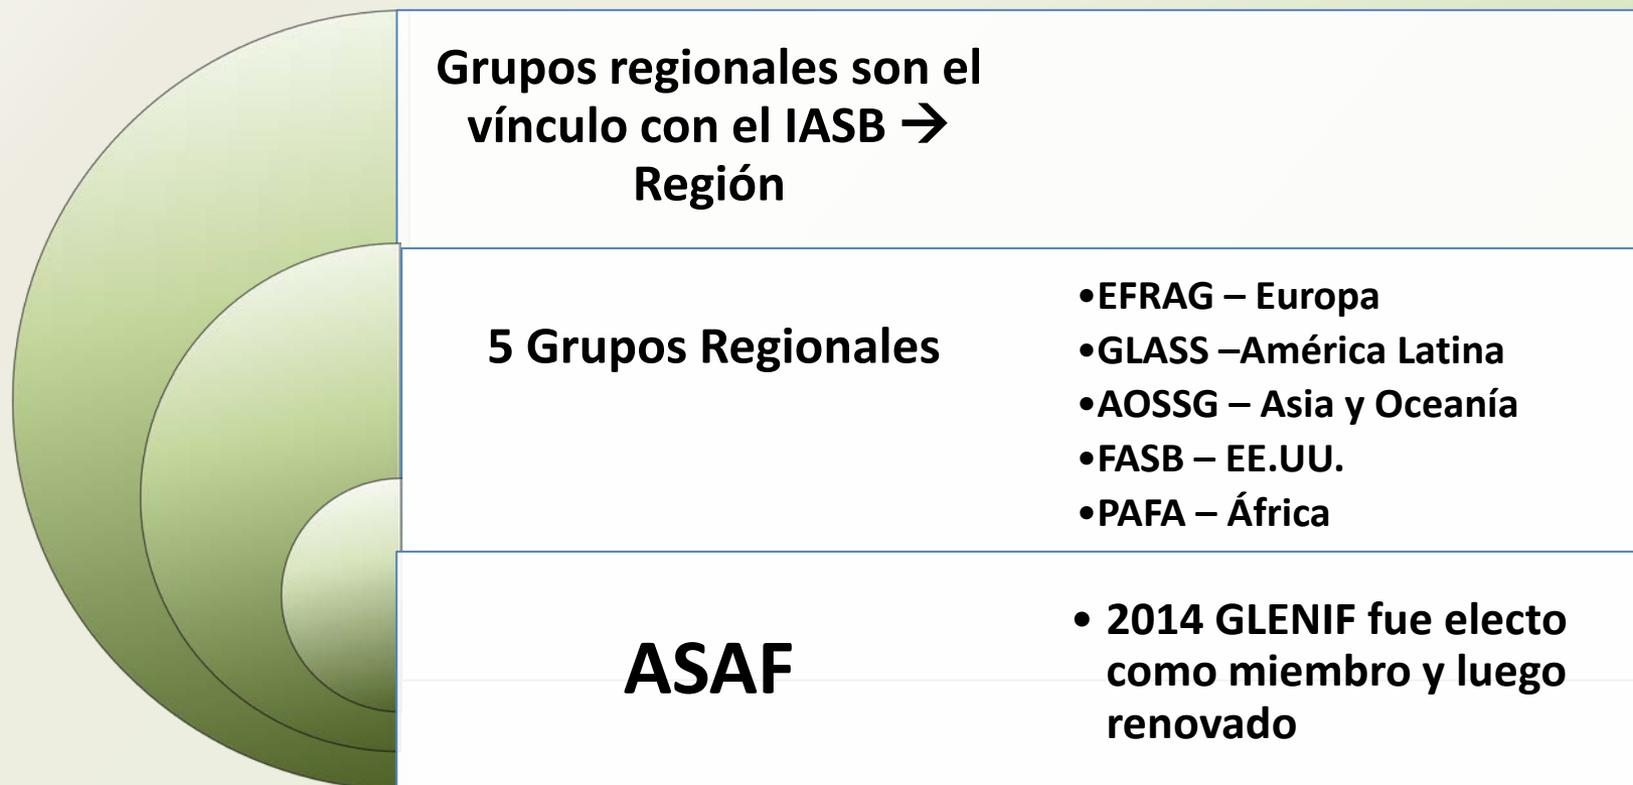 Grupos regionales son el
vínculo con el IASB →
Región
5 Grupos Regionales
•EFRAG – Europa
•GLASS –América Latina
•AOSSG – Asia y Oceanía
•FASB – EE.UU.
•PAFA – África
ASAF
• 2014 GLENIF fue electo
como miembro y luego
renovado